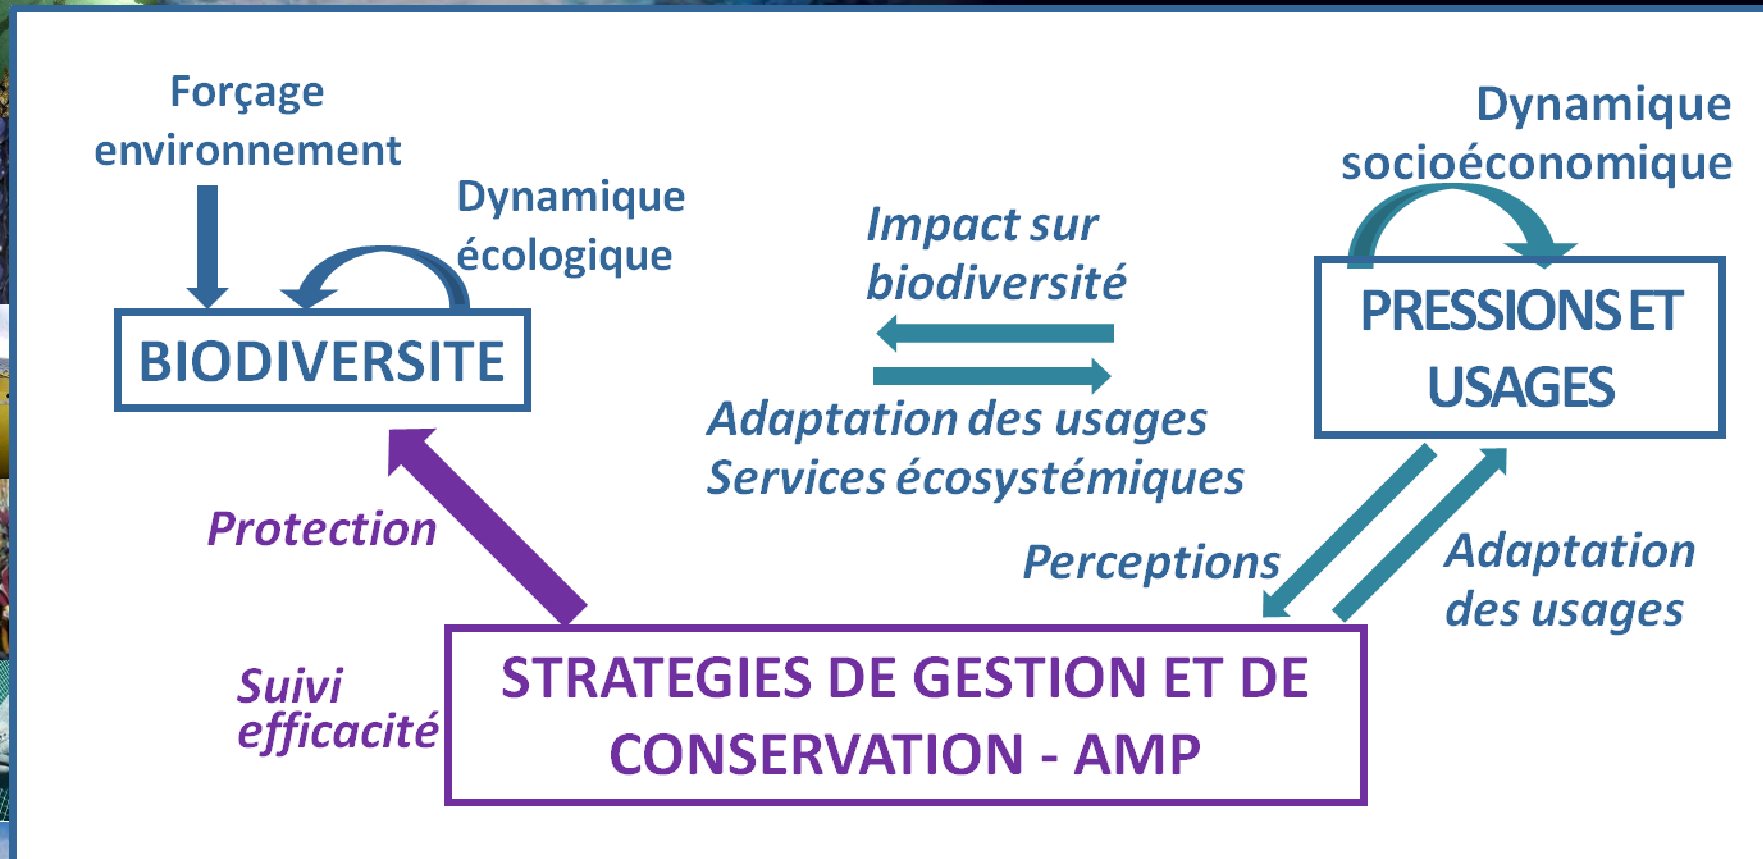 Forçage
environnement
Dynamique
écologique
BIODIVERSITE
Impact sur
biodiversité
Adaptation des usages
Services écosystémiques
Dynamique
socioéconomique
PRESSIONS ET
USAGES
Protection
Perceptions
Adaptation
des usages
Suivi
efficacité
STRATEGIES DE GESTION ET DE
CONSERVATION - AMP